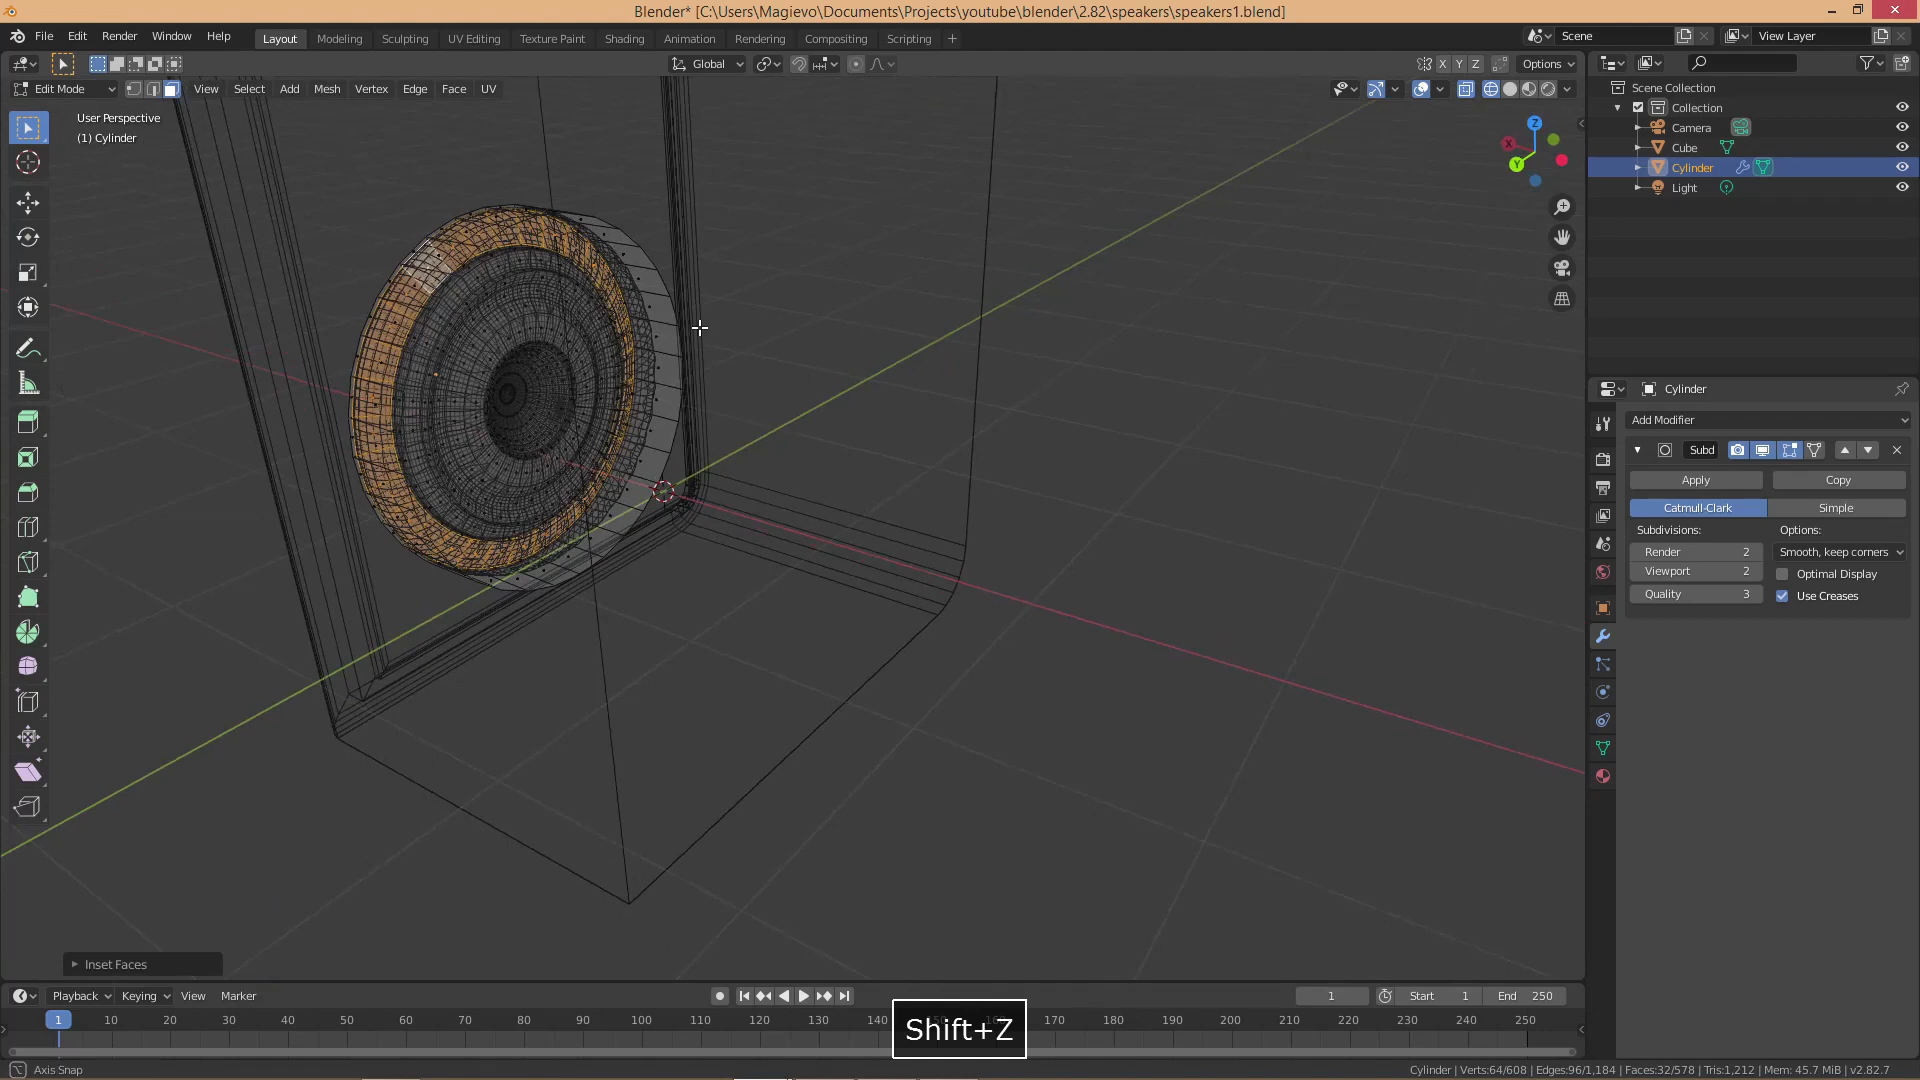 Blender* [C:\Users\Magievo\Documents\Projects\youtube\blender\2.82\speakers\speakers1.blend]
File Edit Render Window Help
Layout Modeling Sculpting UV Editing Texture Paint Shading Animation Rendering Compositing Scripting
Scene
View Layer
Global
X Y Z Options
Edit Mode View Select Add Mesh Vertex Edge Face UV
User Perspective
(1) Cylinder
Z
X
Y
Scene Collection
Collection
Camera
Cube
Cylinder
Light
Cylinder
Add Modifier
Subd
Apply Copy
Catmull-Clark Simple
Subdivisions: Options:
Render 2 Smooth, keep corners
Viewport 2 Optimal Display
Quality 3 Use Creases
Inset Faces
Playback Keying View Marker
1 Start 1 End 250
1 10 20 30 40 50 60 70 80 90 100 110 120 130 140 150 160 170 180 190 200 210 220 230 240 250
Shift+Z
Axis Snap
Cylinder | Verts:64/608 | Edges:96/1,184 | Faces:32/578 | Tris:1,212 | Mem: 45.7 MiB | v2.82.7